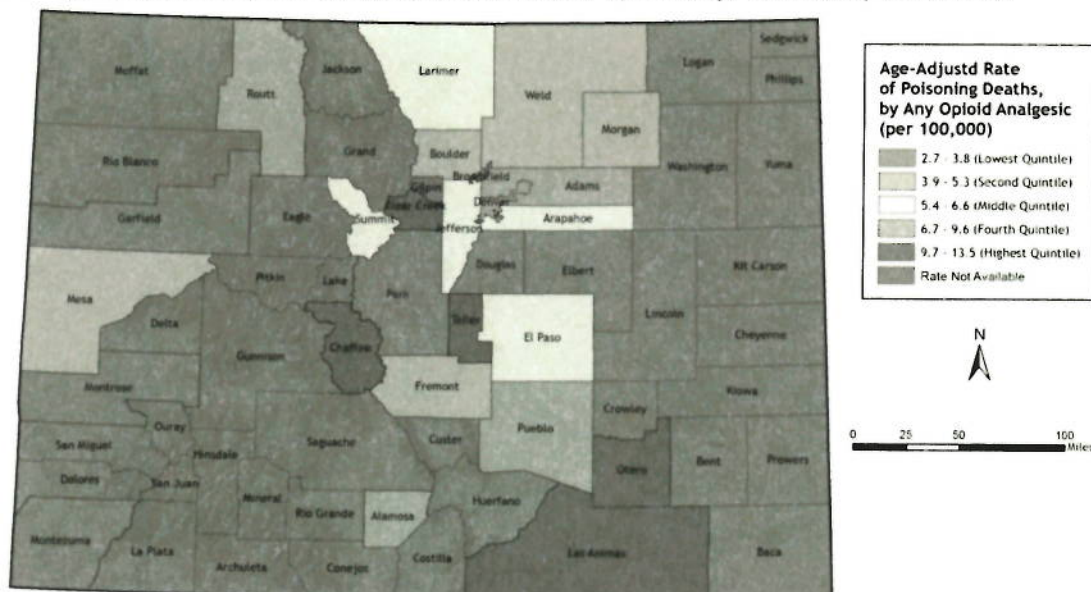 Moffat
Routt
Jackson
Larimer
Weld
Logan
Sedgwick
Phillips
Morgan
Rio Blanco
Grand
Boulder
Washington
Yuma
Gilpin
Clear Creek
Adams
Garfield
Eagle
Summit
Jefferson
Arapahoe
Douglas
Elbert
Kit Carson
Pitkin
Lake
Park
Mesa
Delta
Lincoln
Gunnison
Chaffee
Teller
El Paso
Cheyenne
Montrose
Fremont
Kiowa
Crowley
Ouray
Pueblo
San Miguel
Hinsdale
Saguache
Custer
Otero
Bent
Prowers
Dolores
San Juan
Mineral
Rio Grande
Alamosa
Huerfano
Montezuma
La Plata
Archuleta
Conejos
Costilla
Las Animas
Baca
Age-Adjustd Rate
of Poisoning Deaths,
by Any Opioid Analgesic
(per 100,000)
2.7 - 3.8 (Lowest Quintile)
3.9 - 5.3 (Second Quintile)
5.4 - 6.6 (Middle Quintile)
6.7 - 9.6 (Fourth Quintile)
9.7 - 13.5 (Highest Quintile)
Rate Not Available
N
0 25 50 100
Miles